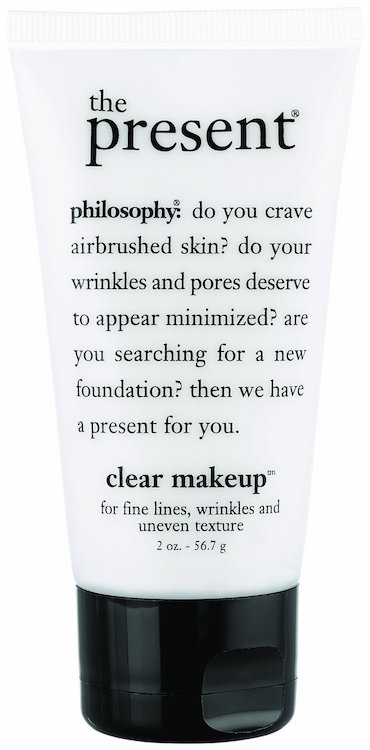 the
present®
philosophy®: do you crave
airbrushed skin? do your
wrinkles and pores deserve
to appear minimized? are
you searching for a new
foundation? then we have
a present for you.
clear makeup™
for fine lines, wrinkles and
uneven texture
2 oz. - 56.7 g